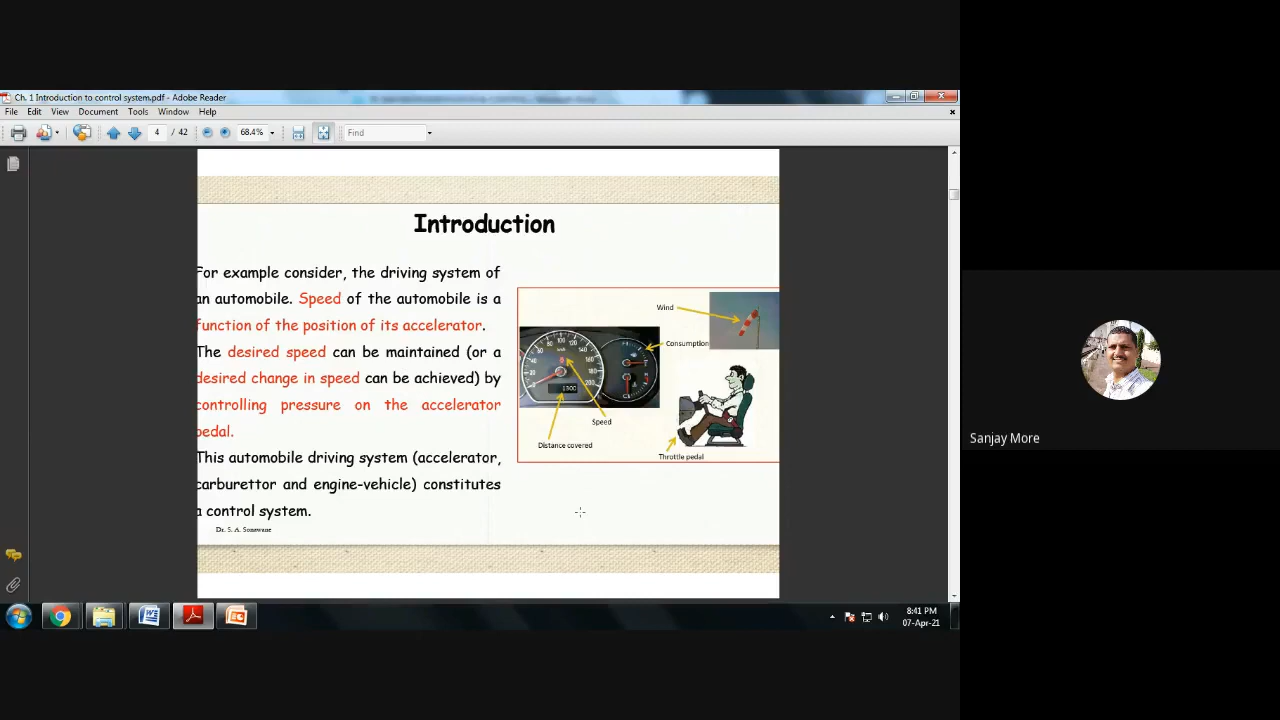 Ch. 1 Introduction to control system.pdf - Adobe Reader
File Edit View Document Tools Window Help
4 / 42 68.4% Find
Introduction
For example consider, the driving system of
an automobile. Speed of the automobile is a
function of the position of its accelerator.
The desired speed can be maintained (or a
desired change in speed can be achieved) by
controlling pressure on the accelerator
pedal.
This automobile driving system (accelerator,
carburettor and engine-vehicle) constitutes
a control system.
Dr. S. A. Sonawane
Wind
Consumption
Speed
Distance covered
Throttle pedal
Sanjay More
8:41 PM
07-Apr-21